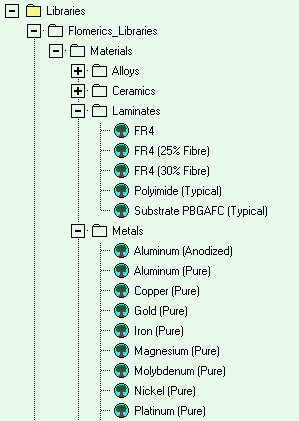 Libraries
Flomerics_Libraries
Materials
Alloys
Ceramics
Laminates
FR4
FR4 (25% Fibre)
FR4 (30% Fibre)
Polyimide (Typical)
Substrate PBGAFC (Typical)
Metals
Aluminum (Anodized)
Aluminum (Pure)
Copper (Pure)
Gold (Pure)
Iron (Pure)
Magnesium (Pure)
Molybdenum (Pure)
Nickel (Pure)
Platinum (Pure)